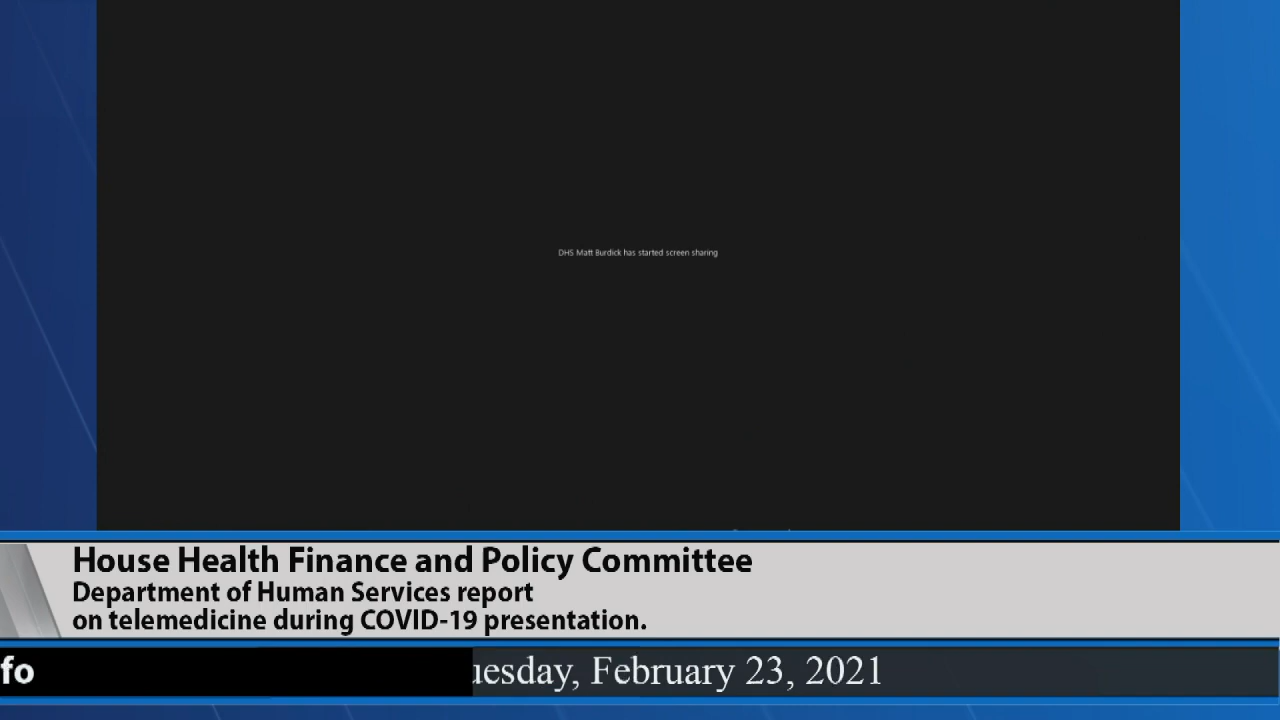 DHS Matt Burdick has started screen sharing
House Health Finance and Policy Committee
Department of Human Services report
on telemedicine during COVID-19 presentation.
fo uesday, February 23, 2021